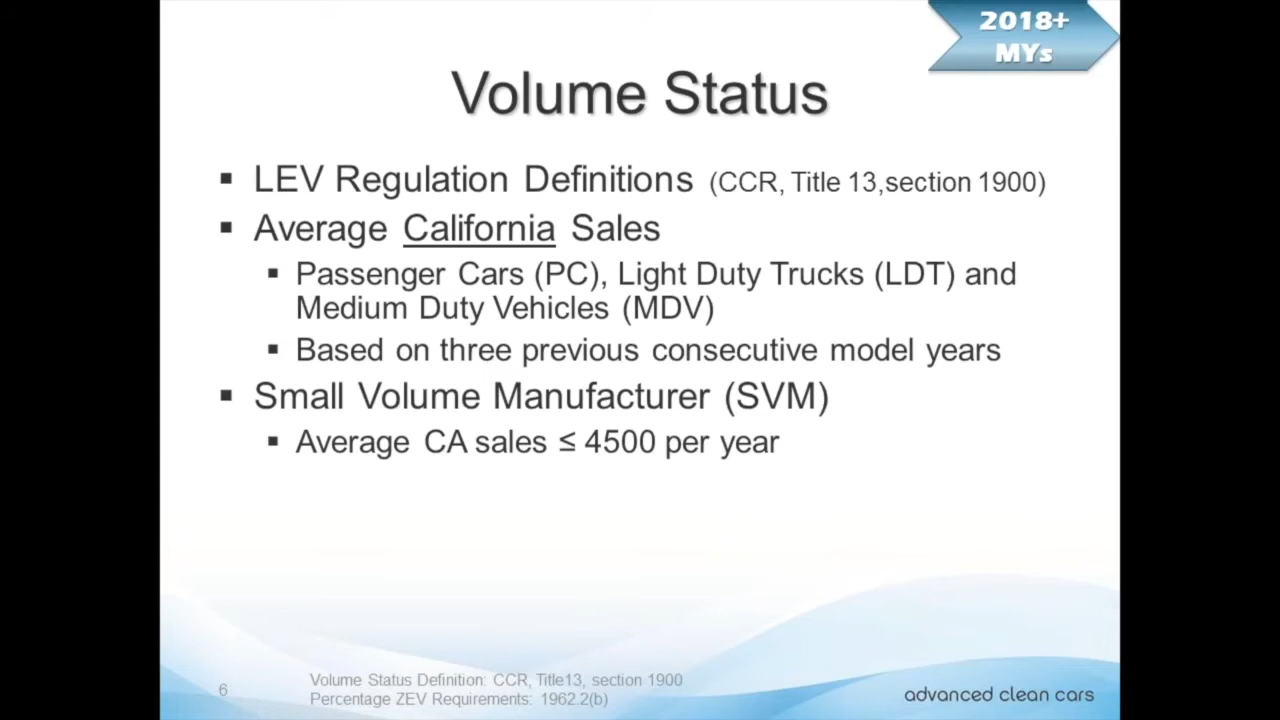 2018+
MYs
Volume Status
▪ LEV Regulation Definitions (CCR, Title 13,section 1900)
▪ Average California Sales
▪ Passenger Cars (PC), Light Duty Trucks (LDT) and
Medium Duty Vehicles (MDV)
▪ Based on three previous consecutive model years
▪ Small Volume Manufacturer (SVM)
▪ Average CA sales ≤ 4500 per year
6
Volume Status Definition: CCR, Title13, section 1900
Percentage ZEV Requirements: 1962.2(b)
advanced clean cars